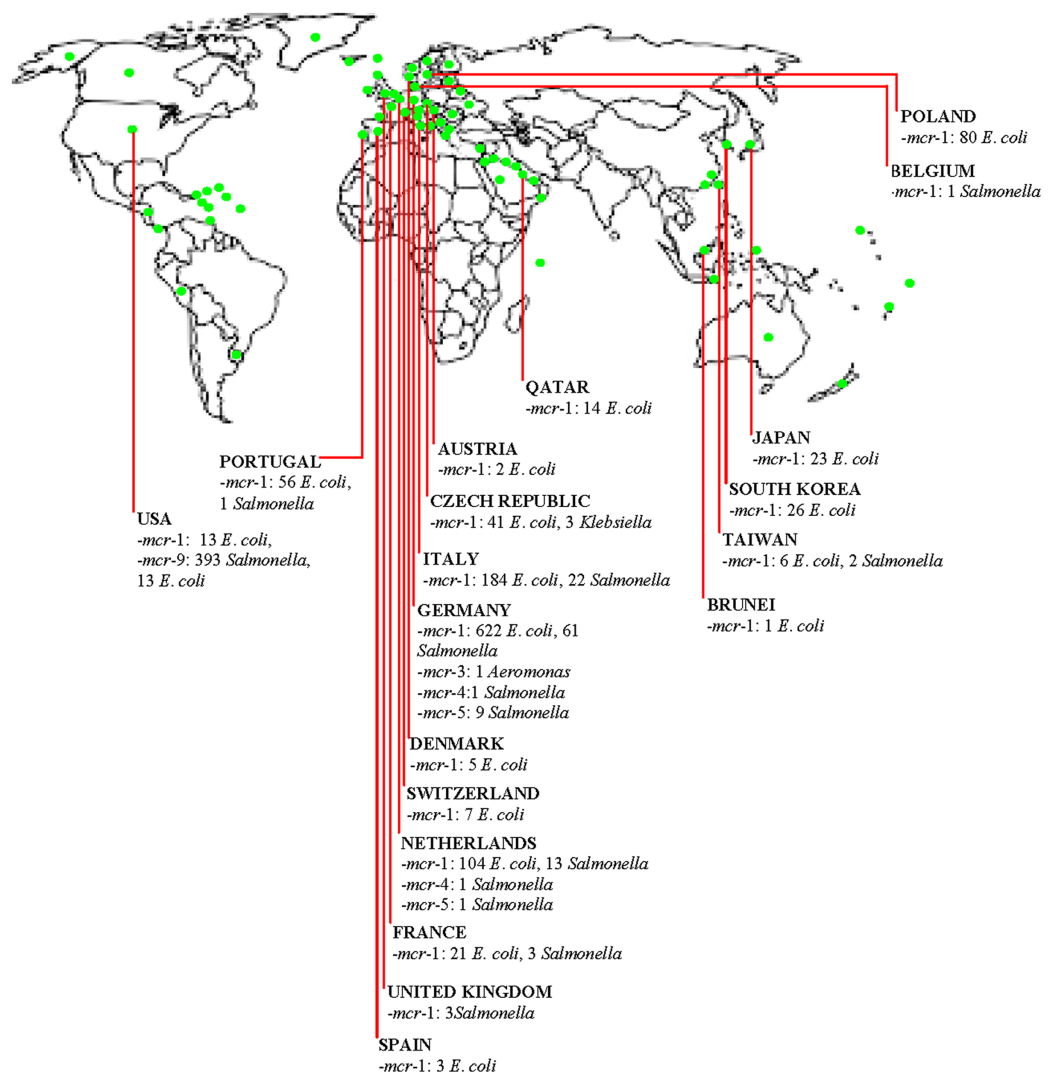 POLAND
-mcr-1: 80 E. coli
BELGIUM
-mcr-1: 1 Salmonella
QATAR
-mcr-1: 14 E. coli
JAPAN
-mcr-1: 23 E. coli
AUSTRIA
-mcr-1: 2 E. coli
PORTUGAL
-mcr-1: 56 E. coli,
1 Salmonella
SOUTH KOREA
-mcr-1: 26 E. coli
CZECH REPUBLIC
-mcr-1: 41 E. coli, 3 Klebsiella
USA
-mcr-1: 13 E. coli,
-mcr-9: 393 Salmonella,
13 E. coli
TAIWAN
-mcr-1: 6 E. coli, 2 Salmonella
ITALY
-mcr-1: 184 E. coli, 22 Salmonella
BRUNEI
-mcr-1: 1 E. coli
GERMANY
-mcr-1: 622 E. coli, 61
Salmonella
-mcr-3: 1 Aeromonas
-mcr-4:1 Salmonella
-mcr-5: 9 Salmonella
DENMARK
-mcr-1: 5 E. coli
SWITZERLAND
-mcr-1: 7 E. coli
NETHERLANDS
-mcr-1: 104 E. coli, 13 Salmonella
-mcr-4: 1 Salmonella
-mcr-5: 1 Salmonella
FRANCE
-mcr-1: 21 E. coli, 3 Salmonella
UNITED KINGDOM
-mcr-1: 3Salmonella
SPAIN
-mcr-1: 3 E. coli